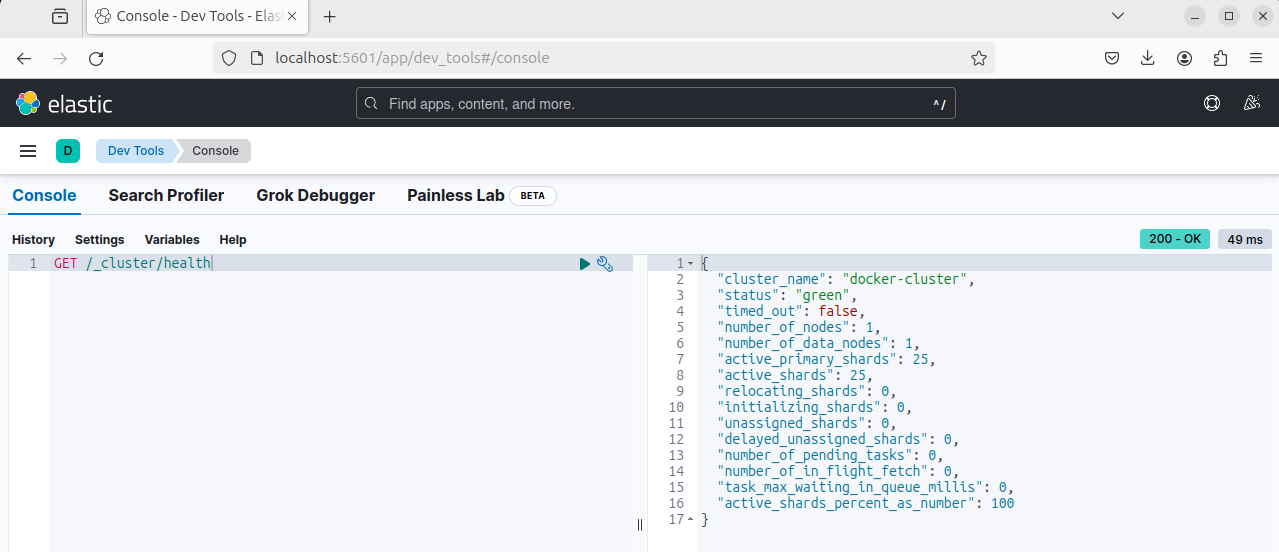 Console - Dev Tools - Elas
localhost:5601/app/dev_tools#/console
elastic
Find apps, content, and more.
^/
D
Dev Tools
Console
Console
Search Profiler
Grok Debugger
Painless Lab
BETA
History
Settings
Variables
Help
200 - OK
49 ms
1 GET /_cluster/health
1 {
2 "cluster_name": "docker-cluster",
3 "status": "green",
4 "timed_out": false,
5 "number_of_nodes": 1,
6 "number_of_data_nodes": 1,
7 "active_primary_shards": 25,
8 "active_shards": 25,
9 "relocating_shards": 0,
10 "initializing_shards": 0,
11 "unassigned_shards": 0,
12 "delayed_unassigned_shards": 0,
13 "number_of_pending_tasks": 0,
14 "number_of_in_flight_fetch": 0,
15 "task_max_waiting_in_queue_millis": 0,
16 "active_shards_percent_as_number": 100
17 }